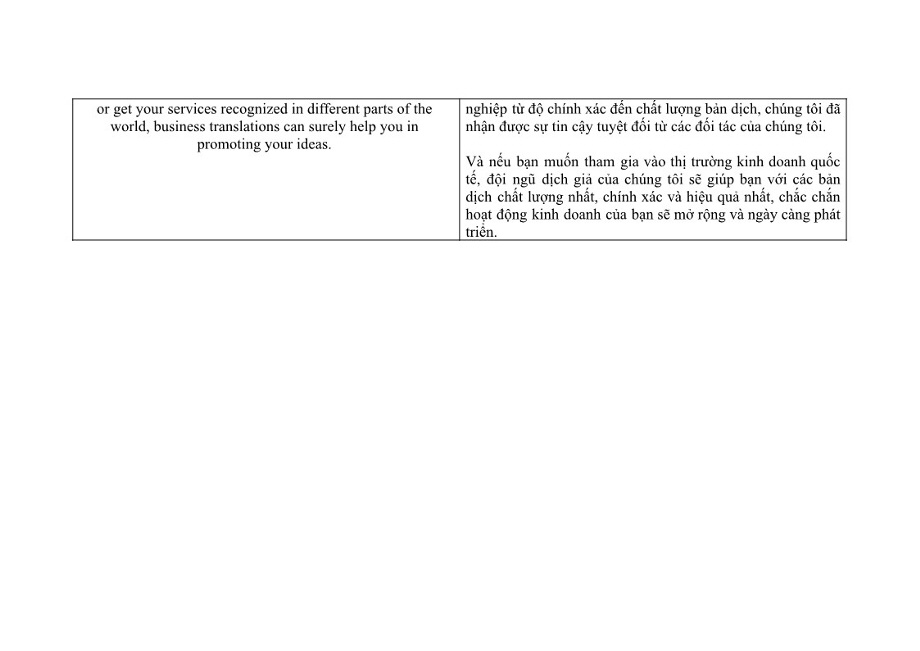 or get your services recognized in different parts of the
world, business translations can surely help you in
promoting your ideas.
nghiệp từ độ chính xác đến chất lượng bản dịch, chúng tôi đã
nhận được sự tin cậy tuyệt đối từ các đối tác của chúng tôi.
Và nếu bạn muốn tham gia vào thị trường kinh doanh quốc
tế, đội ngũ dịch giả của chúng tôi sẽ giúp bạn với các bản
dịch chất lượng nhất, chính xác và hiệu quả nhất, chắc chắn
hoạt động kinh doanh của bạn sẽ mở rộng và ngày càng phát
triển.